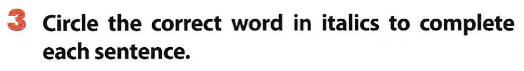 3 Circle the correct word in italics to complete
each sentence.